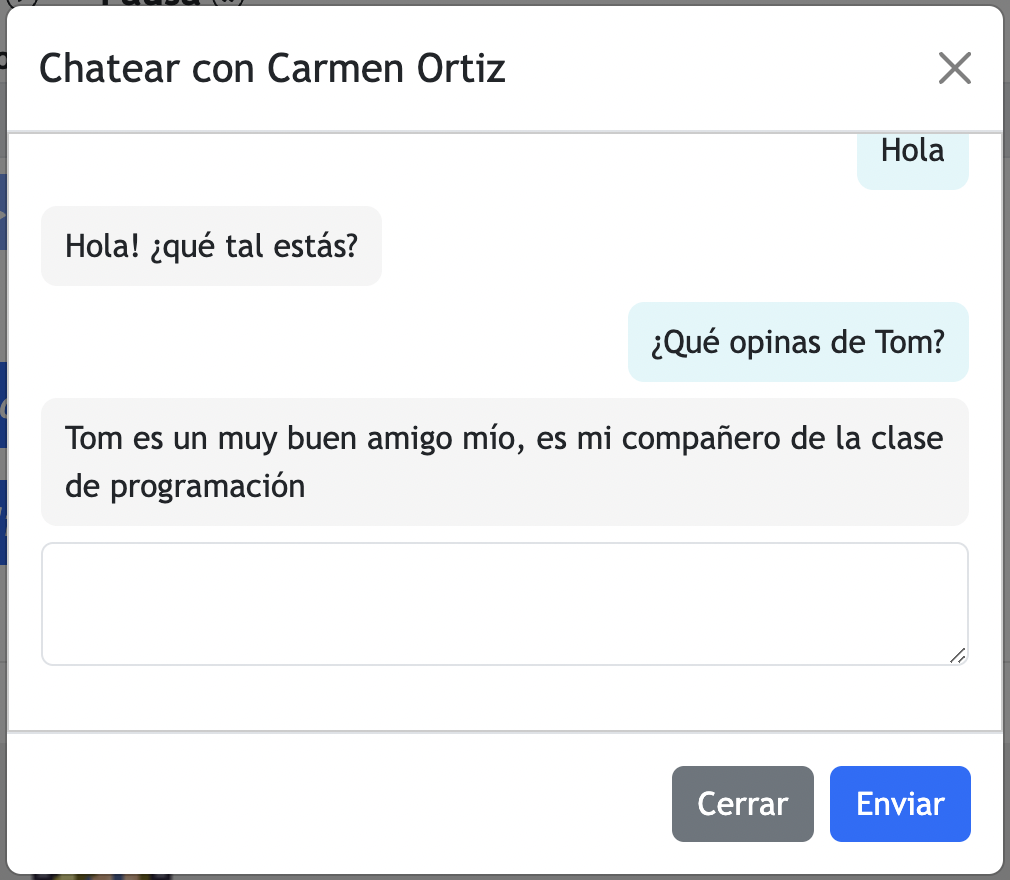 Chatear con Carmen Ortiz
Hola
Hola! ¿qué tal estás?
¿Qué opinas de Tom?
Tom es un muy buen amigo mío, es mi compañero de la clase
de programación
Cerrar
Enviar